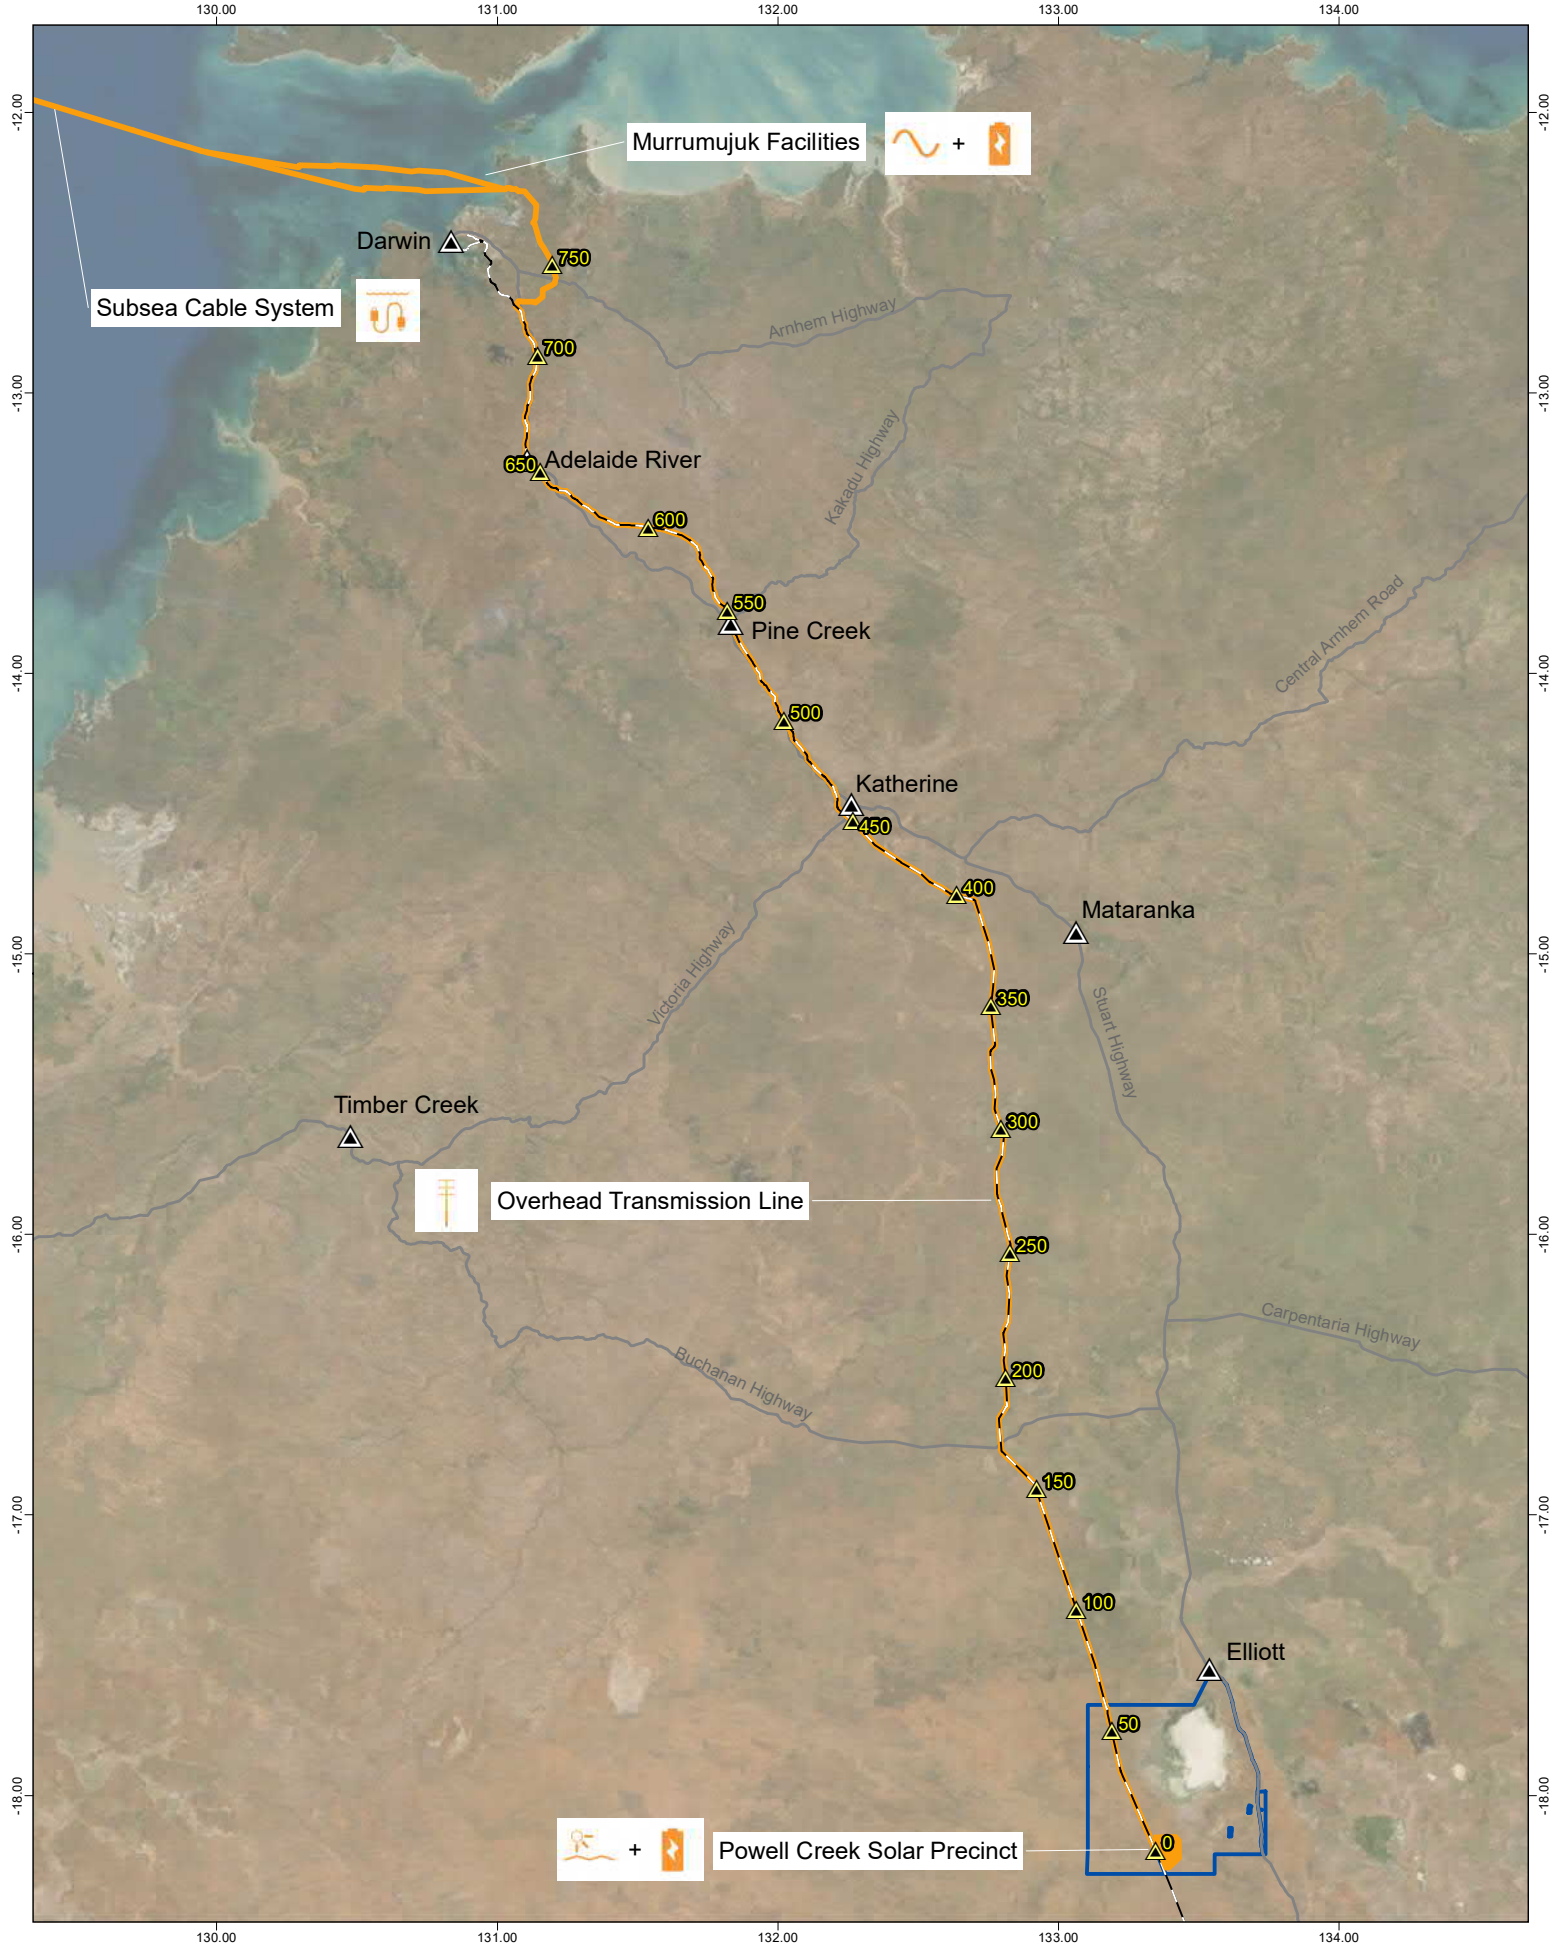 130.00
131.00
132.00
133.00
134.00
-12.00
-12.00
Murrumujuk Facilities
+
Darwin
750
Subsea Cable System
Arnhem Highway
700
-13.00
-13.00
Kakadu Highway
650
Adelaide River
600
550
Pine Creek
Central Arnhem Road
-14.00
-14.00
500
Katherine
450
400
Mataranka
-15.00
-15.00
Victoria Highway
350
Stuart Highway
Timber Creek
300
Overhead Transmission Line
-16.00
-16.00
250
Carpentaria Highway
200
Buchanan Highway
150
-17.00
-17.00
100
Elliott
50
-18.00
-18.00
+
Powell Creek Solar Precinct
0
130.00
131.00
132.00
133.00
134.00